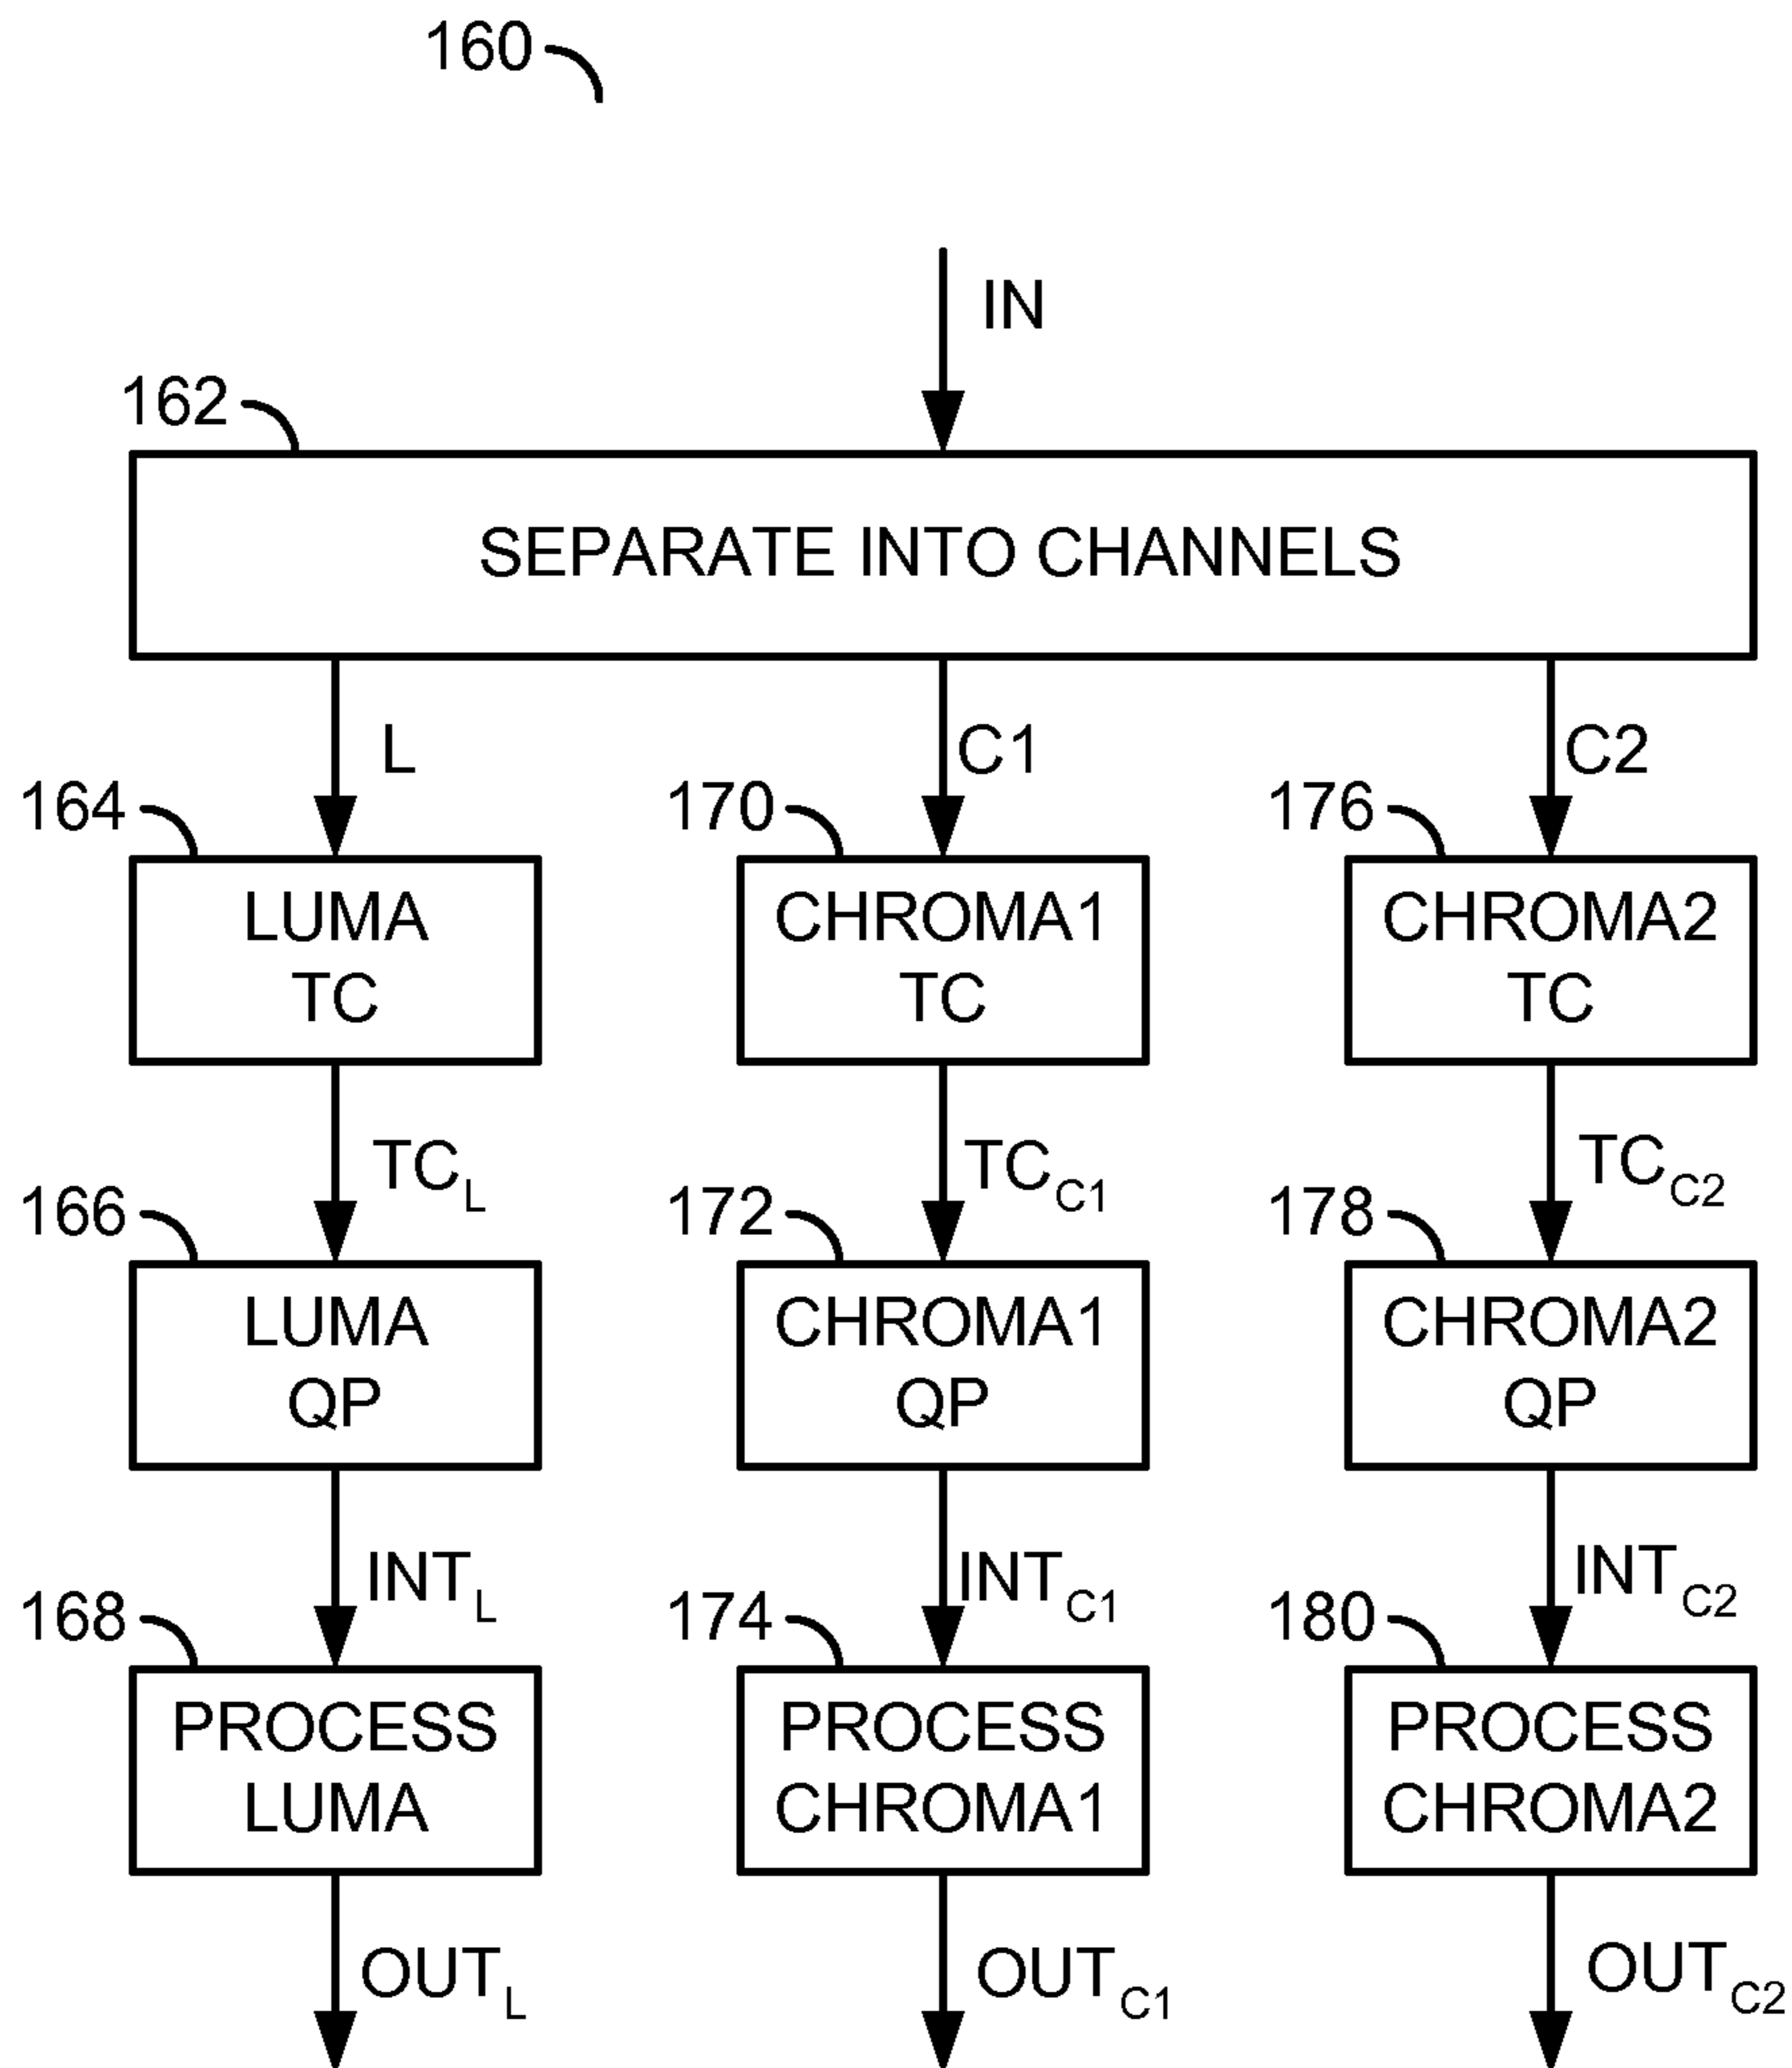 160
IN
162
SEPARATE INTO CHANNELS
L
C1
C2
164
170
176
LUMA
TC
CHROMA1
TC
CHROMA2
TC
TCL
TCC1
TCC2
166
172
178
LUMA
QP
CHROMA1
QP
CHROMA2
QP
INTL
INTC1
INTC2
168
174
180
PROCESS
LUMA
PROCESS
CHROMA1
PROCESS
CHROMA2
OUTL
OUTC1
OUTC2